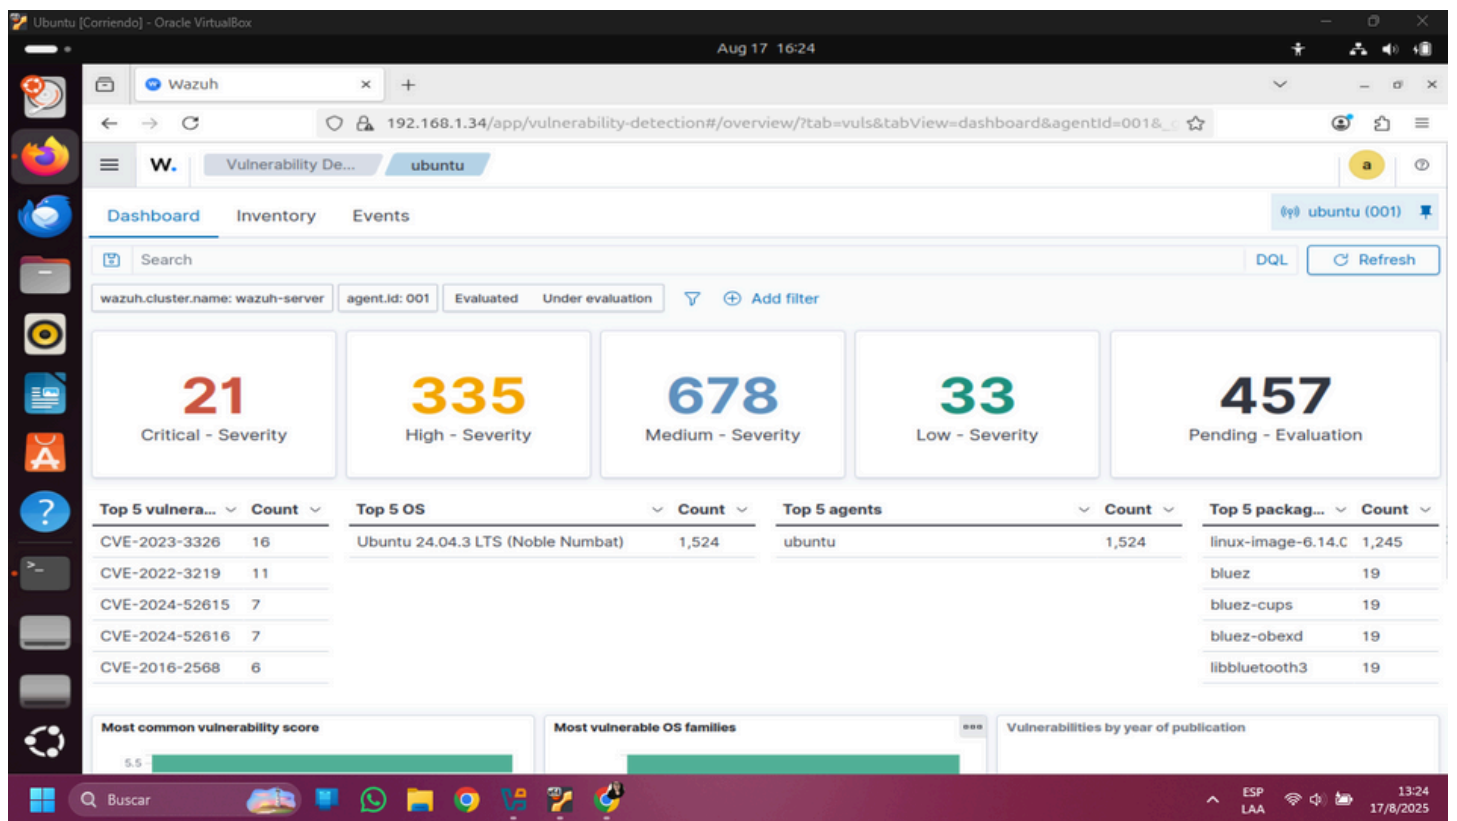 Ubuntu [Corriendo] - Oracle VirtualBox
Aug 17 16:24
Wazuh
192.168.1.34/app/vulnerability-detection#/overview/?tab=vuls&tabView=dashboard&agentId=001&_
W. Vulnerability De... ubuntu a
Dashboard Inventory Events ubuntu (001)
Search DQL Refresh
wazuh.cluster.name: wazuh-server agent.id: 001 Evaluated Under evaluation Add filter
21 335 678 33 457
Critical - Severity High - Severity Medium - Severity Low - Severity Pending - Evaluation
Top 5 vulnera... Count Top 5 OS Count Top 5 agents Count Top 5 packag... Count
CVE-2023-3326 16 Ubuntu 24.04.3 LTS (Noble Numbat) 1,524 ubuntu 1,524 linux-image-6.14.0 1,245
CVE-2022-3219 11 bluez 19
CVE-2024-52615 7 bluez-cups 19
CVE-2024-52616 7 bluez-obexd 19
CVE-2016-2568 6 libbluetooth3 19
Most common vulnerability score Most vulnerable OS families Vulnerabilities by year of publication
5.5
Buscar ESP 13:24
LAA 17/8/2025